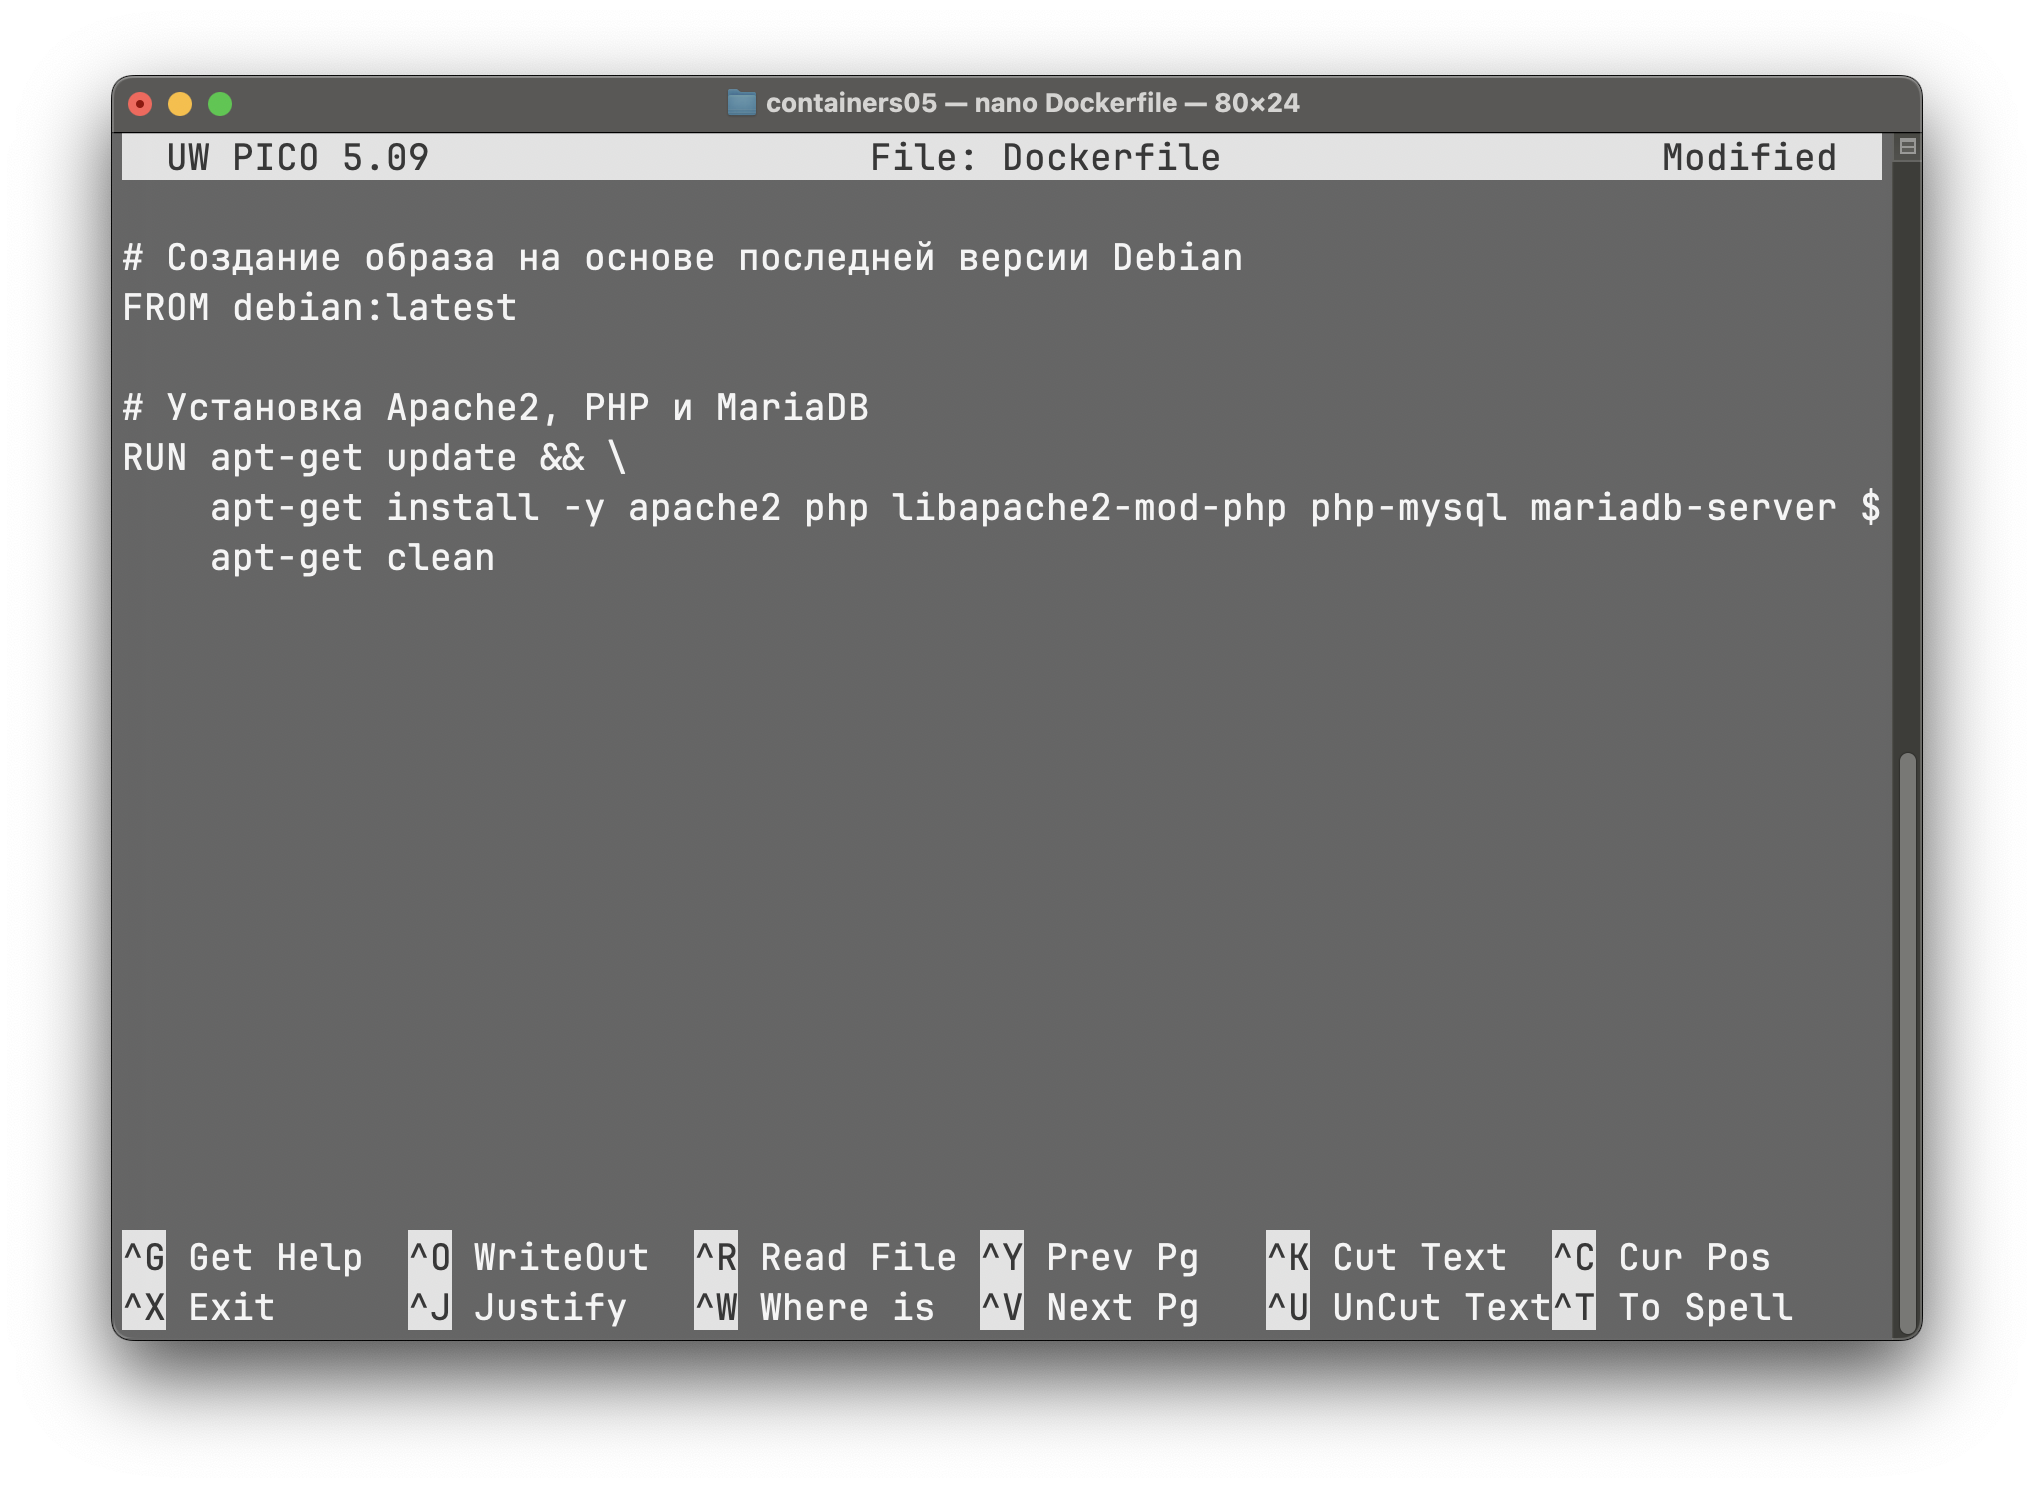 containers05 — nano Dockerfile — 80×24
UW PICO 5.09 File: Dockerfile Modified
# Создание образа на основе последней версии Debian
FROM debian:latest
# Установка Apache2, PHP и MariaDB
RUN apt-get update && \
apt-get install -y apache2 php libapache2-mod-php php-mysql mariadb-server $
apt-get clean
^G Get Help ^O WriteOut ^R Read File ^Y Prev Pg ^K Cut Text ^C Cur Pos
^X Exit ^J Justify ^W Where is ^V Next Pg ^U UnCut Text^T To Spell